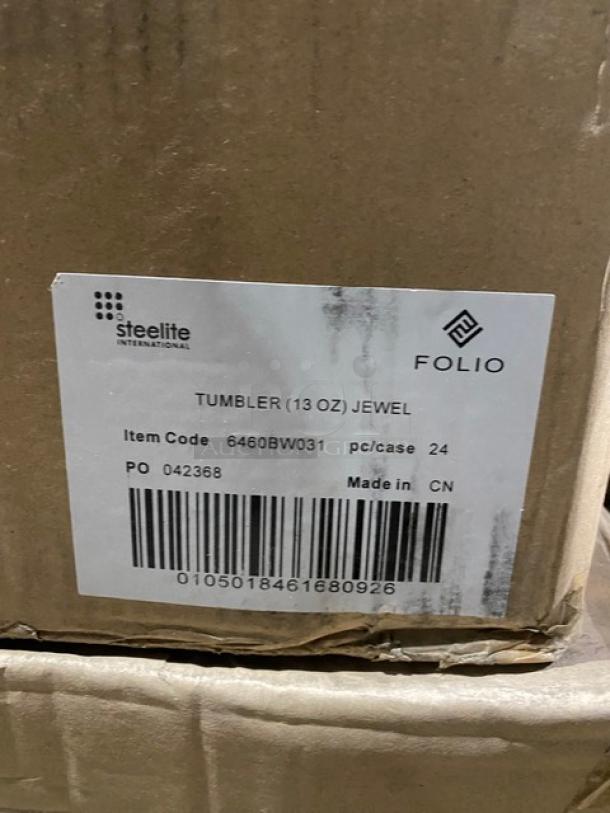 steelite
INTERNATIONAL
FOLIO
TUMBLER (13 OZ) JEWEL
Item Code 6460BW031 pc/case 24
PO 042368 Made in CN
0105018461680926